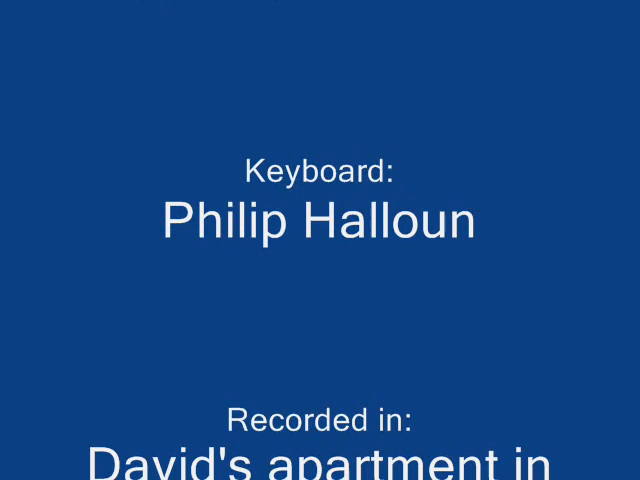 Keyboard:
Philip Halloun
Recorded in:
David's apartment in